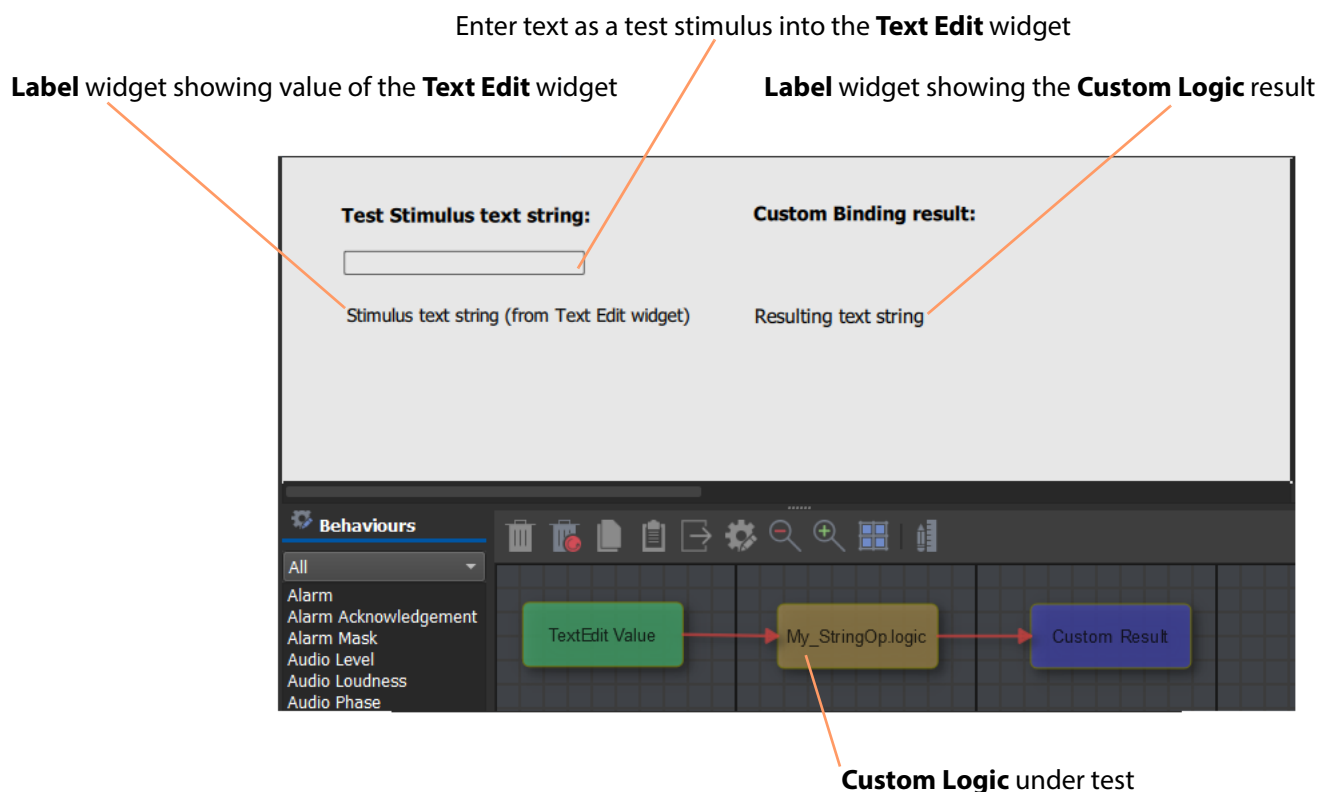 Enter text as a test stimulus into the Text Edit widget
Label widget showing value of the Text Edit widget
Label widget showing the Custom Logic result
Test Stimulus text string:
Custom Binding result:
Stimulus text string (from Text Edit widget)
Resulting text string
Behaviours
All
Alarm
Alarm Acknowledgement
Alarm Mask
Audio Level
Audio Loudness
Audio Phase
TextEdit Value
My_StringOp.logic
Custom Result
Custom Logic under test